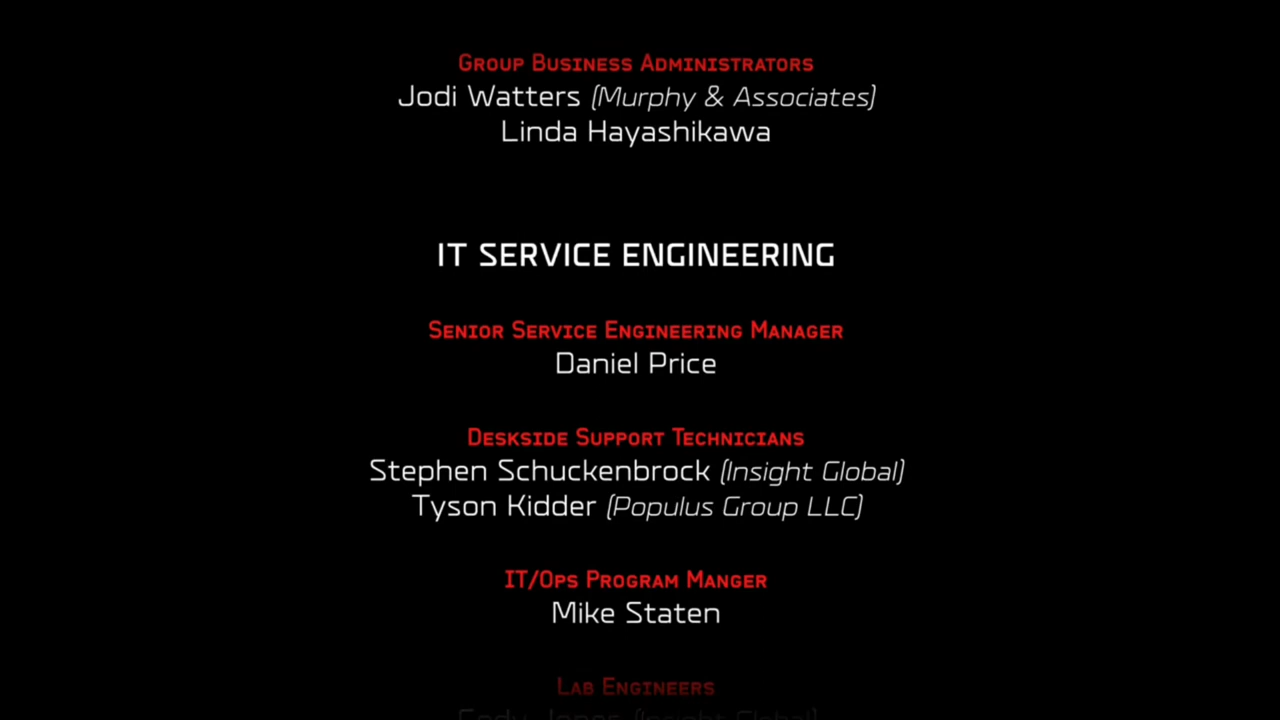 Group Business Administrators
Jodi Watters (Murphy & Associates)
Linda Hayashikawa
IT SERVICE ENGINEERING
Senior Service Engineering Manager
Daniel Price
Deskside Support Technicians
Stephen Schuckenbrock (Insight Global)
Tyson Kidder (Populus Group LLC)
IT/Ops Program Manger
Mike Staten
Lab Engineers